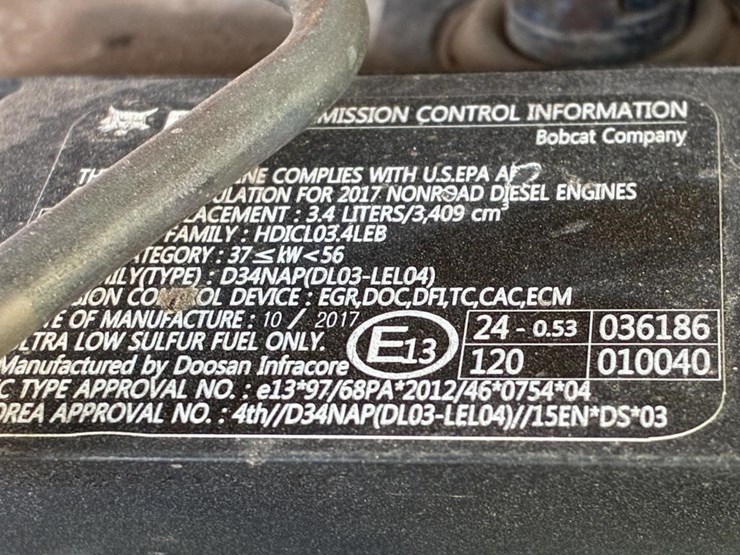 MISSION CONTROL INFORMATION
Bobcat Company
NE COMPLIES WITH U.S.EPA
ULATION FOR 2017 NONROAD DIESEL ENGINES
LACEMENT : 3.4 LITERS/3,409 cm³
FAMILY : HDICL03.4LEB
ATEGORY : 37≤kW<56
ILY(TYPE) : D34NAP(DL03-LEL04)
SION CONTROL DEVICE : EGR,DOC,DFI,TC,CAC,ECM
E OF MANUFACTURE : 10 / 2017
LTRA LOW SULFUR FUEL ONLY.
Manufactured by Doosan Infracore
E13
24 - 0.53 036186
120 010040
C TYPE APPROVAL NO. : e13*97/68PA*2012/46*0754*04
OREA APPROVAL NO. : 4th//D34NAP(DL03-LEL04)//15EN*DS*03